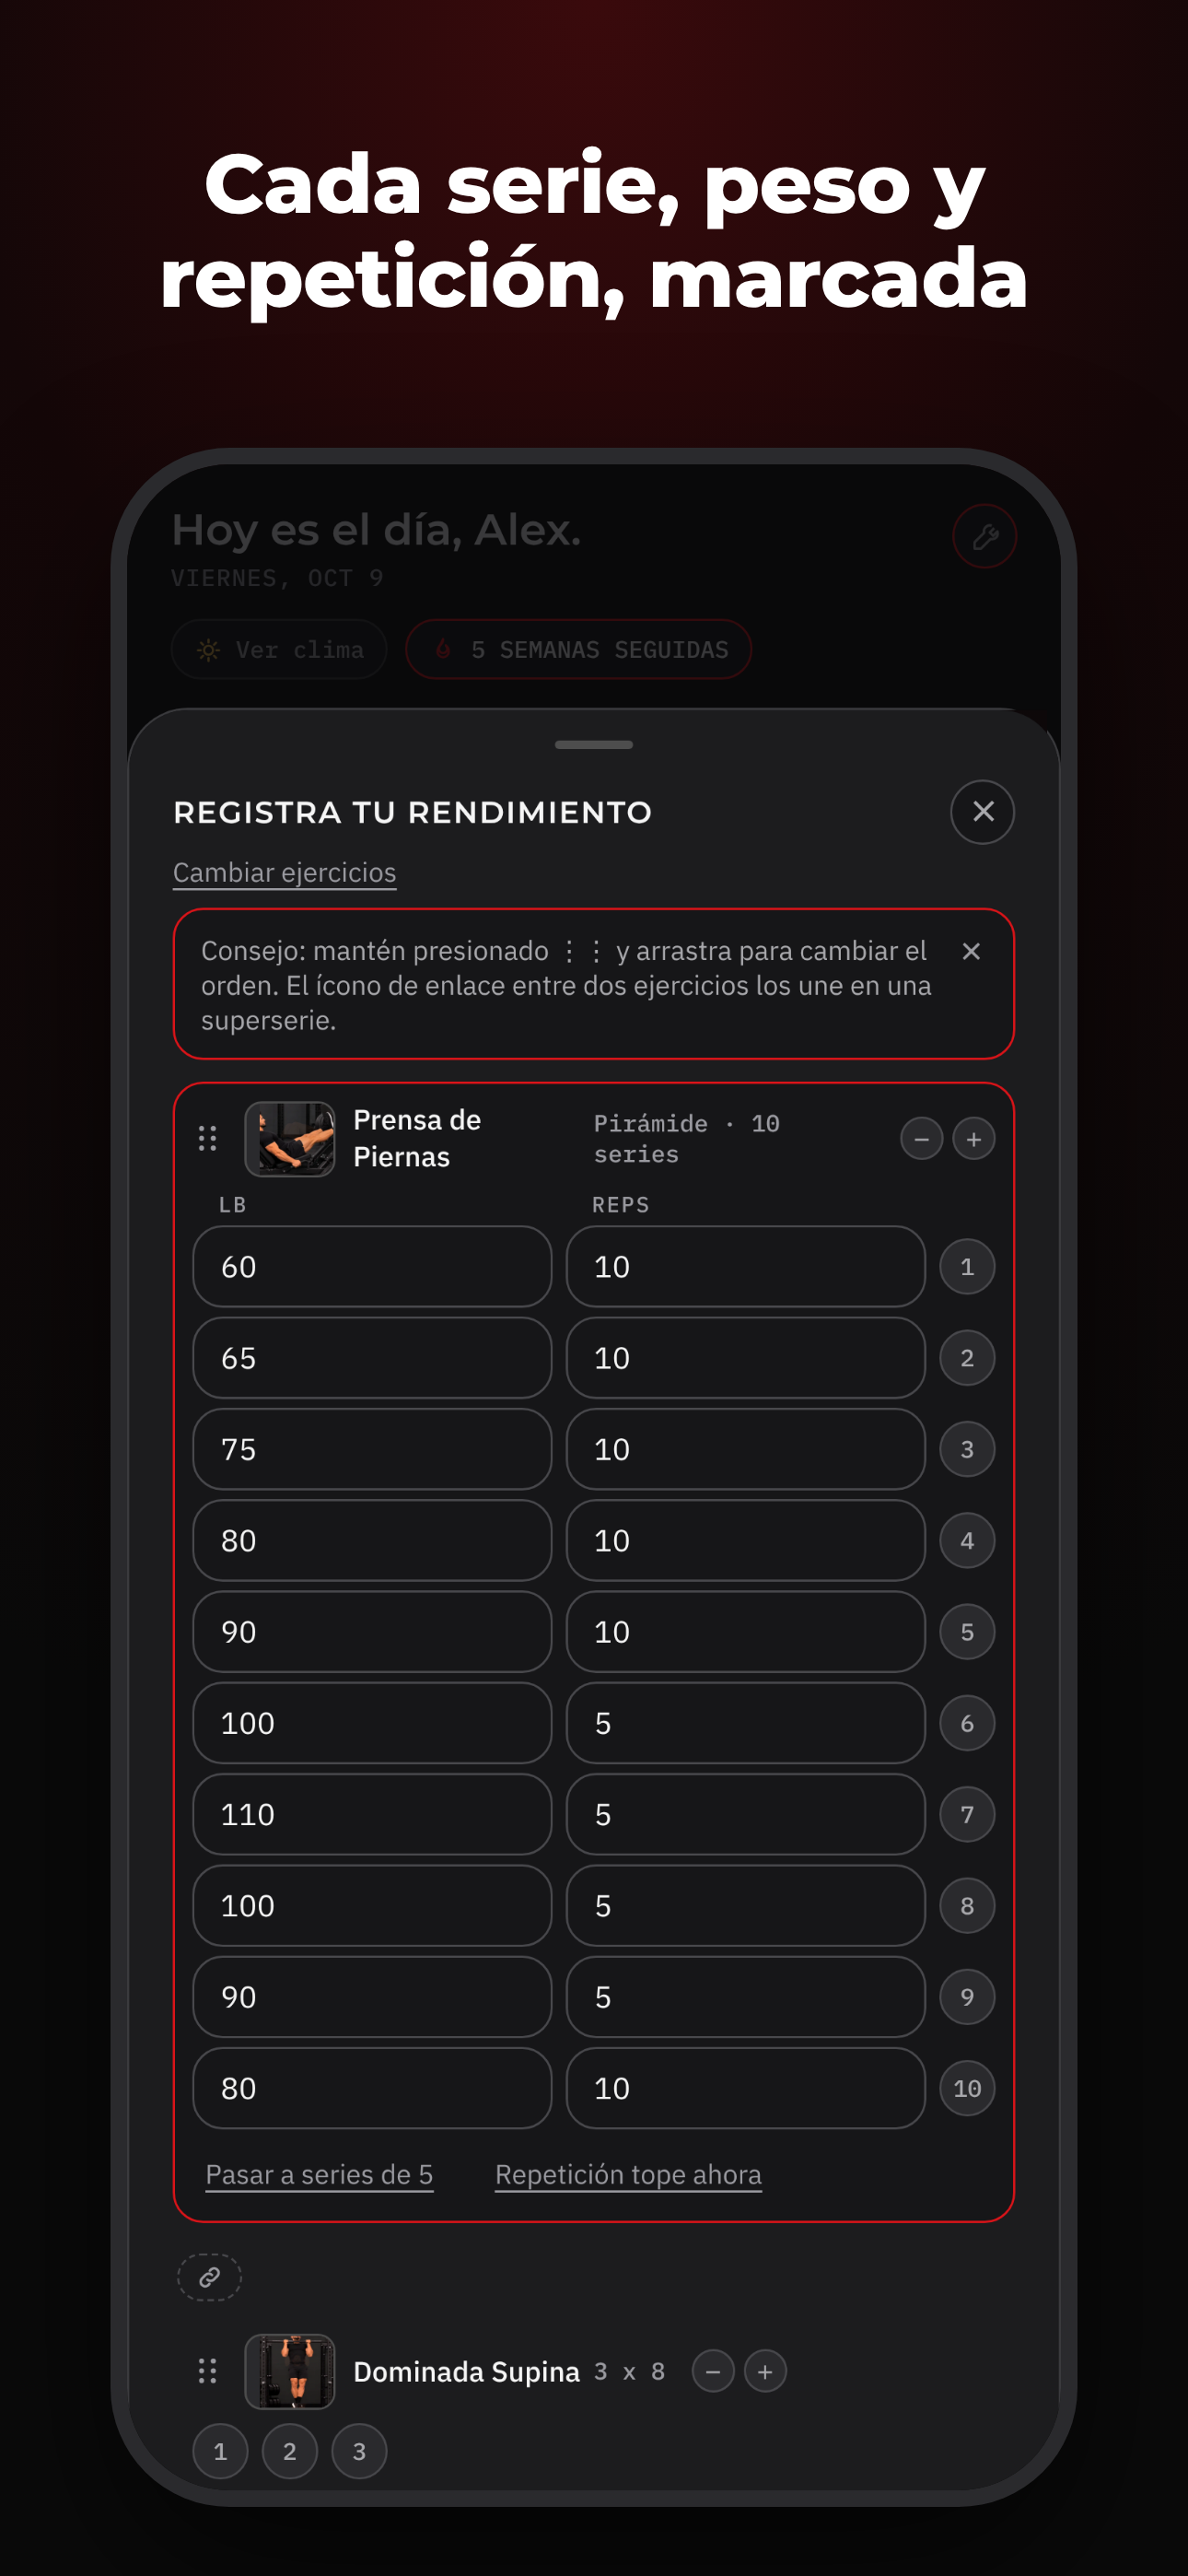 Cada serie, peso y
repetición, marcada
Hoy es el día, Alex.
VIERNES, OCT 9
Ver clima
5 SEMANAS SEGUIDAS
REGISTRA TU RENDIMIENTO
Cambiar ejercicios
Consejo: mantén presionado ⋮⋮ y arrastra para cambiar el
orden. El ícono de enlace entre dos ejercicios los une en una
superserie.
Prensa de
Piernas
Pirámide · 10
series
− +
LB REPS
60 10 1
65 10 2
75 10 3
80 10 4
90 10 5
100 5 6
110 5 7
100 5 8
90 5 9
80 10 10
Pasar a series de 5 Repetición tope ahora
Dominada Supina 3 x 8 − +
1 2 3